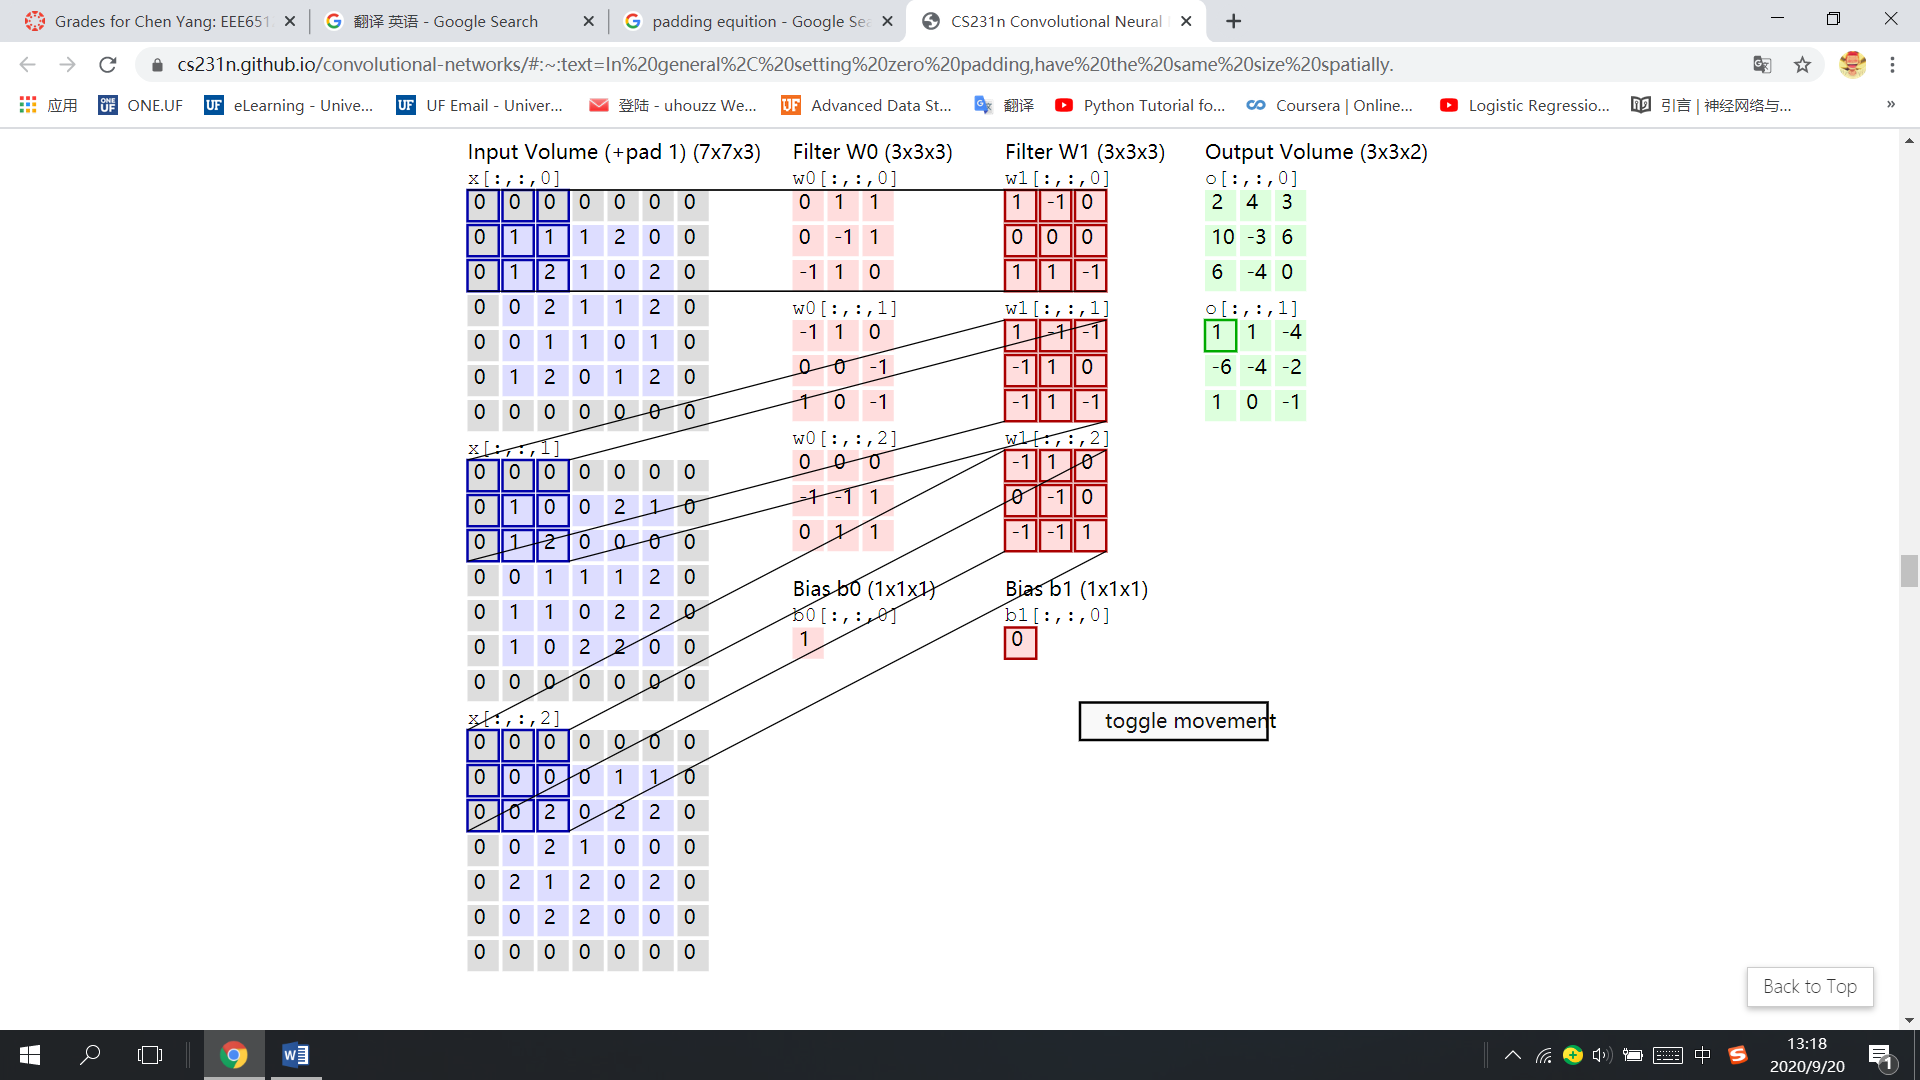 Grades for Chen Yang: EEE651
翻译 英语 - Google Search
padding equition - Google Sea
CS231n Convolutional Neural
cs231n.github.io/convolutional-networks/#:~:text=In%20general%2C%20setting%20zero%20padding,have%20the%20same%20size%20spatially.
应用 ONE.UF eLearning - Unive... UF Email - Univer... 登陆 - uhouzz We... Advanced Data St... 翻译 Python Tutorial fo... Coursera | Online... Logistic Regressio... 引言 | 神经网络与... »
Input Volume (+pad 1) (7x7x3)
x[:,:,0]
0 0 0 0 0 0 0
0 1 1 1 2 0 0
0 1 2 1 0 2 0
0 0 2 1 1 2 0
0 0 1 1 0 1 0
0 1 2 0 1 2 0
0 0 0 0 0 0 0
x[:,:,1]
0 0 0 0 0 0 0
0 1 0 0 2 1 0
0 1 2 0 0 0 0
0 0 1 1 1 2 0
0 1 1 0 2 2 0
0 1 0 2 2 0 0
0 0 0 0 0 0 0
x[:,:,2]
0 0 0 0 0 0 0
0 0 0 0 1 1 0
0 0 2 0 2 2 0
0 0 2 1 0 0 0
0 2 1 2 0 2 0
0 0 2 2 0 0 0
0 0 0 0 0 0 0
Filter W0 (3x3x3)
w0[:,:,0]
0 1 1
0 -1 1
-1 1 0
w0[:,:,1]
-1 1 0
0 0 -1
1 0 -1
w0[:,:,2]
0 0 0
-1 -1 1
0 1 1
Bias b0 (1x1x1)
b0[:,:,0]
1
Filter W1 (3x3x3)
w1[:,:,0]
1 -1 0
0 0 0
1 1 -1
w1[:,:,1]
1 -1 -1
-1 1 0
-1 1 -1
w1[:,:,2]
-1 1 0
0 -1 0
-1 -1 1
Bias b1 (1x1x1)
b1[:,:,0]
0
Output Volume (3x3x2)
o[:,:,0]
2 4 3
10 -3 6
6 -4 0
o[:,:,1]
1 1 -4
-6 -4 -2
1 0 -1
toggle movement
Back to Top
中
13:18
2020/9/20
1